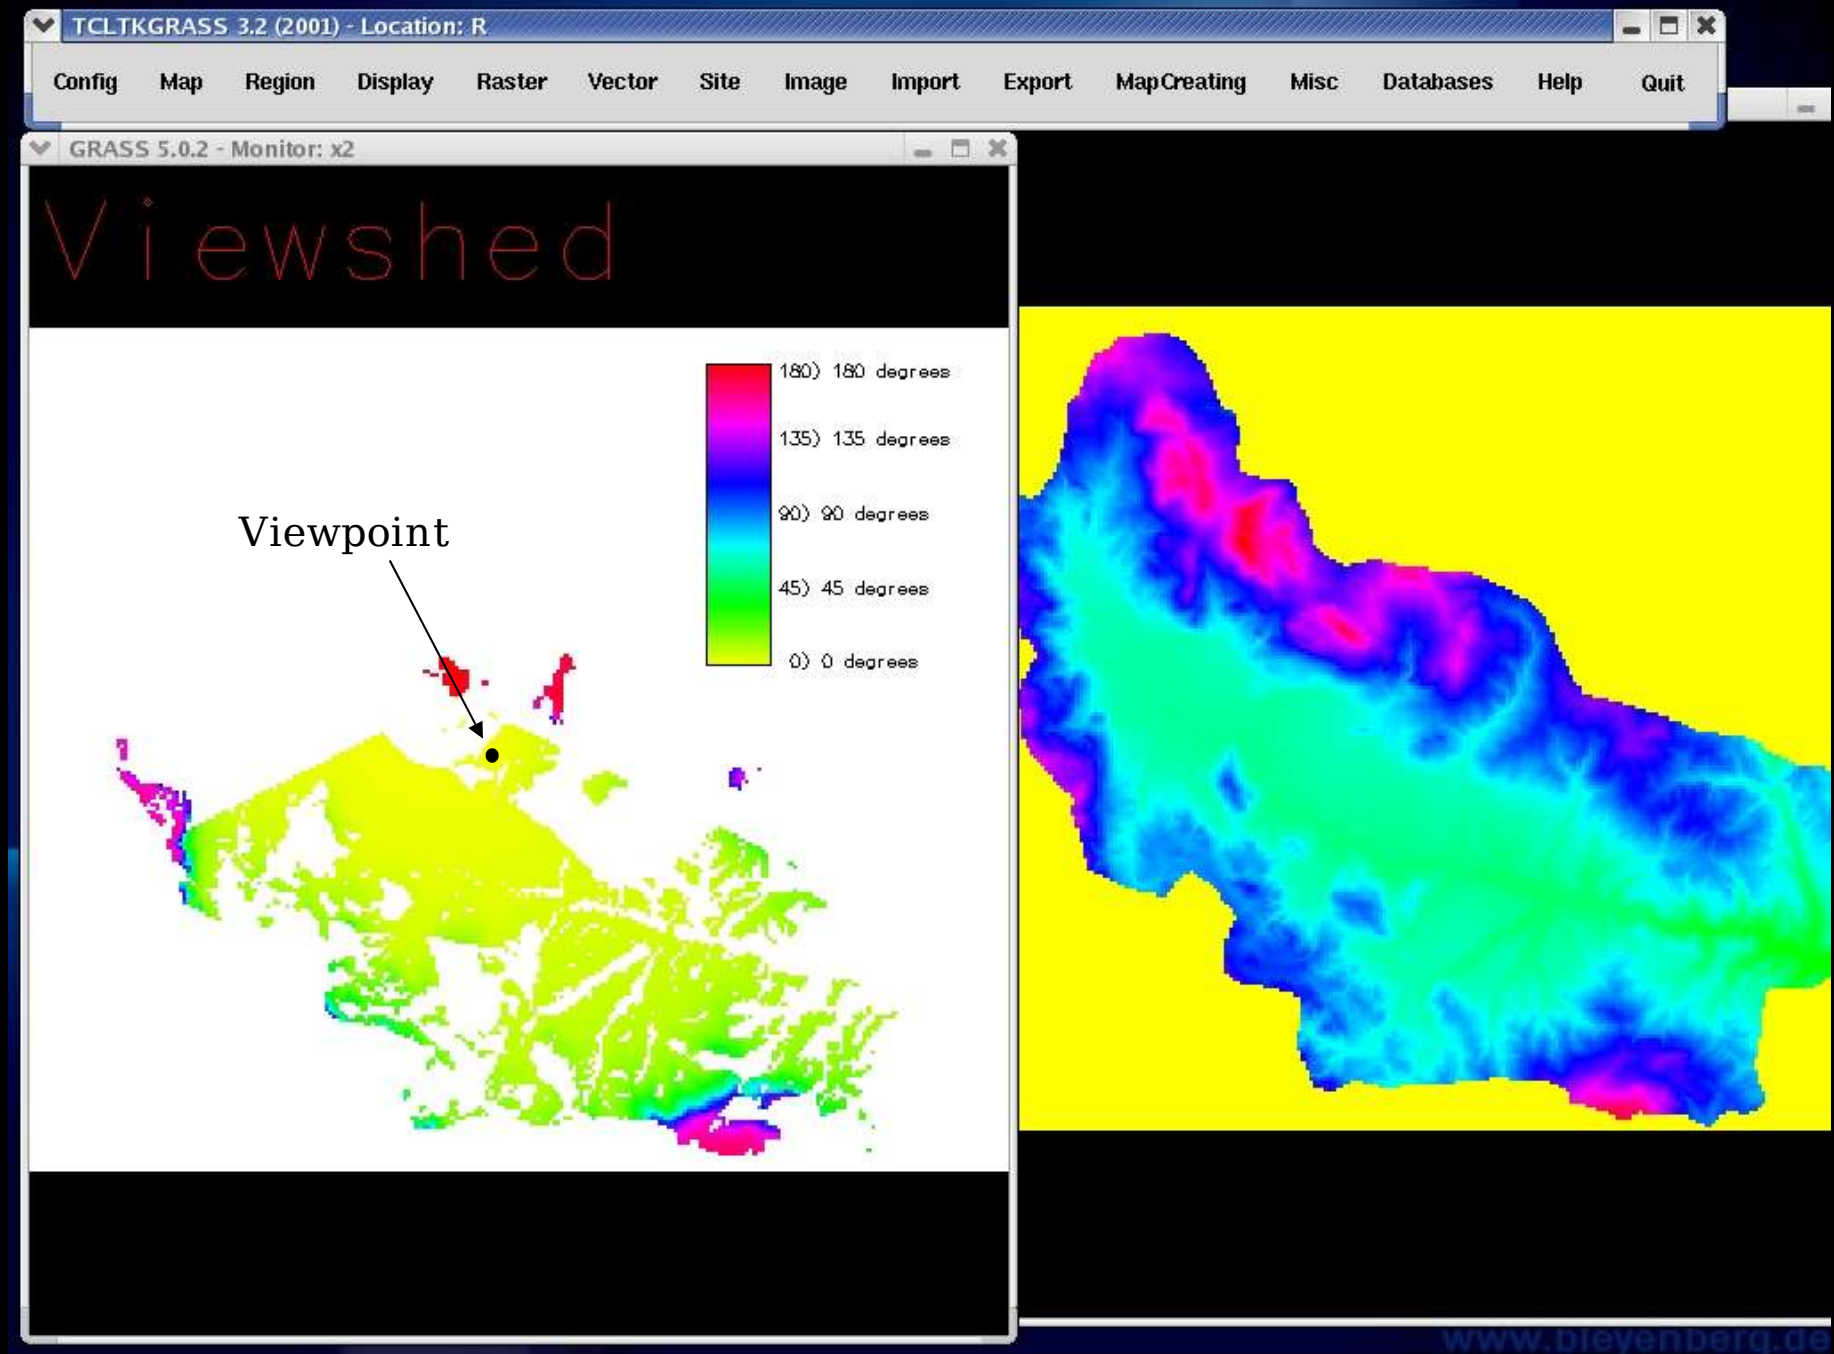 TCLTKGRASS 3.2 (2001) - Location: R
Config Map Region Display Raster Vector Site Image Import Export MapCreating Misc Databases Help Quit
GRASS 5.0.2 - Monitor: x2
Viewshed
180) 180 degrees
135) 135 degrees
90) 90 degrees
45) 45 degrees
0) 0 degrees
Viewpoint
www.bleyenberg.de